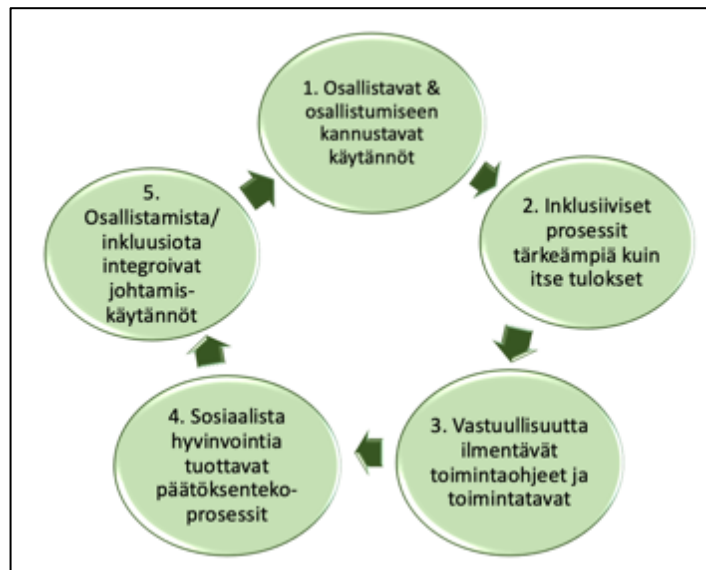 1. Osallistavat &
osallistumiseen
kannustavat
käytännöt
2. Inklusiiviset
prosessit
tärkeämpiä kuin
itse tulokset
3. Vastuullisuutta
ilmentävät
toimintaohjeet ja
toimintatavat
4. Sosiaalista
hyvinvointia
tuottavat
päätöksenteko-
prosessit
5.
Osallistamista/
inkluusiota
integroivat
johtamis-
käytännöt